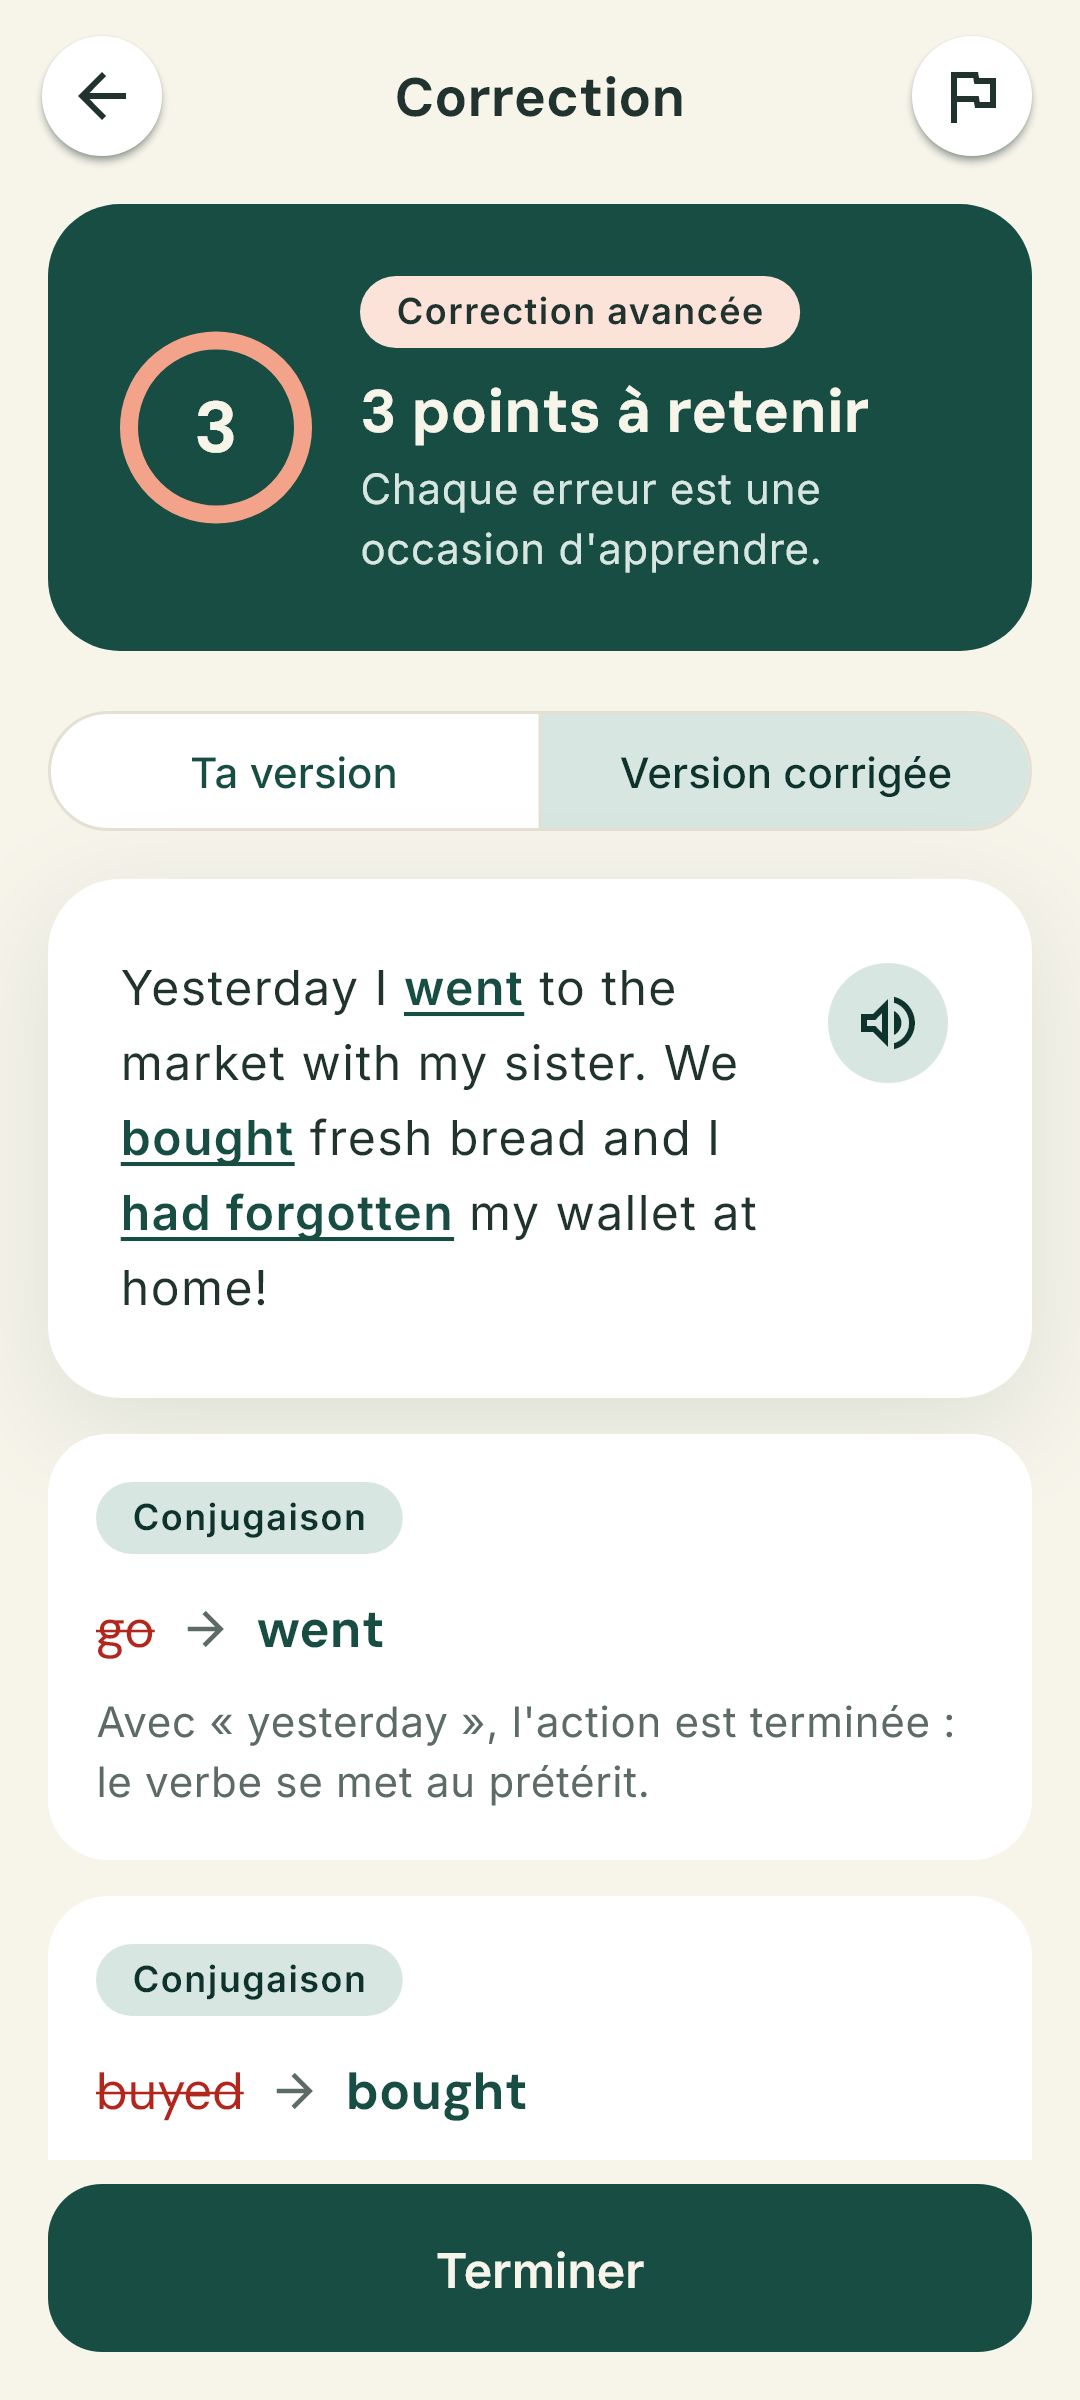 Correction
Correction avancée
3
3 points à retenir
Chaque erreur est une
occasion d'apprendre.
Ta version
Version corrigée
Yesterday I went to the
market with my sister. We
bought fresh bread and I
had forgotten my wallet at
home!
Conjugaison
go → went
Avec « yesterday », l'action est terminée :
le verbe se met au prétérit.
Conjugaison
buyed → bought
Terminer